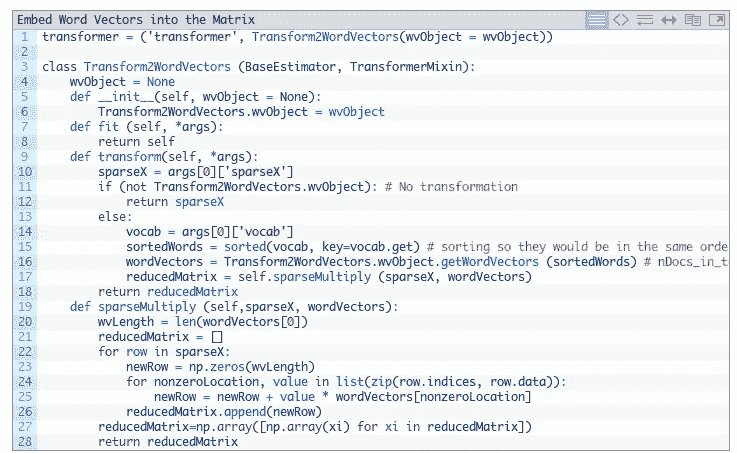 Embed Word Vectors into the Matrix
1 transformer = ('transformer', Transform2WordVectors(wvObject = wvObject))
2
3 class Transform2WordVectors (BaseEstimator, TransformerMixin):
4     wvObject = None
5     def __init__(self, wvObject = None):
6         Transform2WordVectors.wvObject = wvObject
7     def fit (self, *args):
8         return self
9     def transform(self, *args):
10         sparseX = args[0]['sparseX']
11         if (not Transform2WordVectors.wvObject): # No transformation
12             return sparseX
13         else:
14             vocab = args[0]['vocab']
15             sortedWords = sorted(vocab, key=vocab.get) # sorting so they would be in the same orde
16             wordVectors = Transform2WordVectors.wvObject.getWordVectors (sortedWords) # nDocs_in_t
17             reducedMatrix = self.sparseMultiply (sparseX, wordVectors)
18         return reducedMatrix
19     def sparseMultiply (self,sparseX, wordVectors):
20         wvLength = len(wordVectors[0])
21         reducedMatrix = []
22         for row in sparseX:
23             newRow = np.zeros(wvLength)
24             for nonzeroLocation, value in list(zip(row.indices, row.data)):
25                 newRow = newRow + value * wordVectors[nonzeroLocation]
26             reducedMatrix.append(newRow)
27         reducedMatrix=np.array([np.array(xi) for xi in reducedMatrix])
28         return reducedMatrix